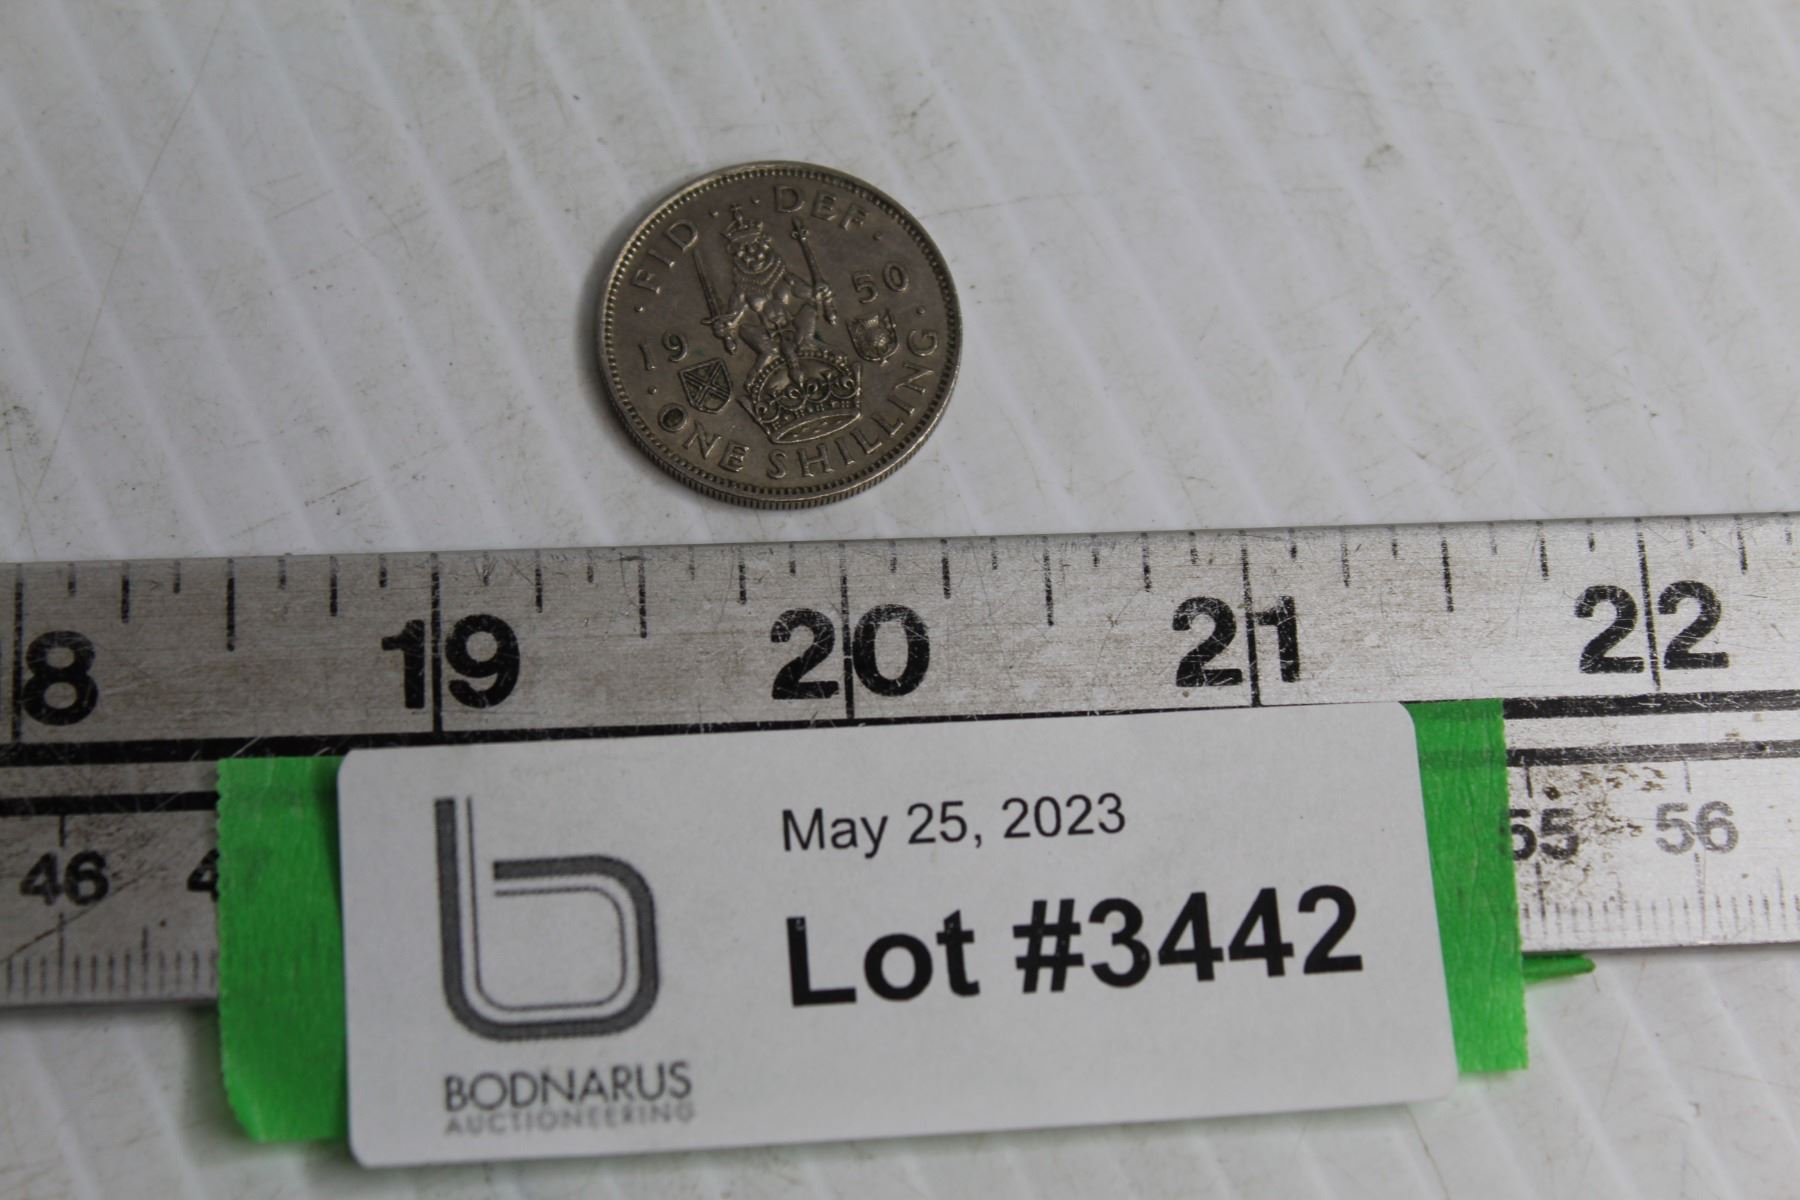 · FID · · DEF ·
19 50
· ONE SHILLING ·
8 19 20 21 22
46 4 55 56
May 25, 2023
Lot #3442
BODNARUS
AUCTIONEERING